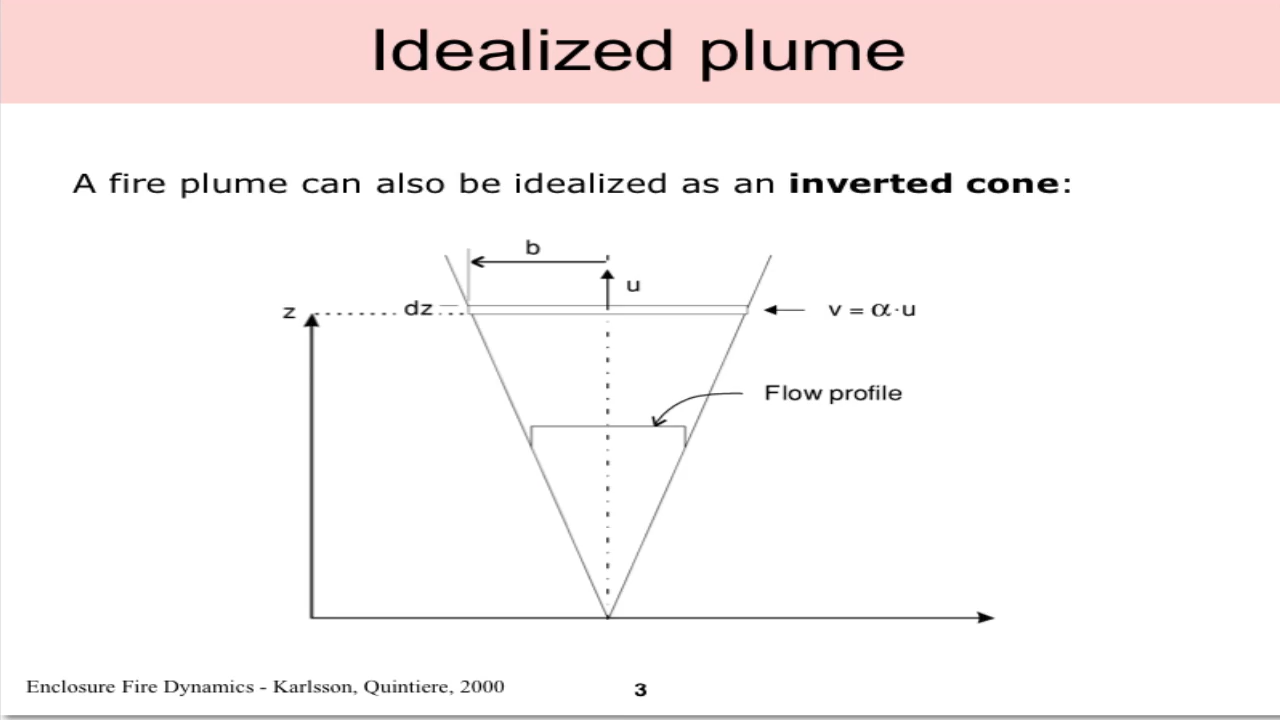 Idealized plume
A fire plume can also be idealized as an inverted cone:
b
u
z
dz
v = α·u
Flow profile
Enclosure Fire Dynamics - Karlsson, Quintiere, 2000
3